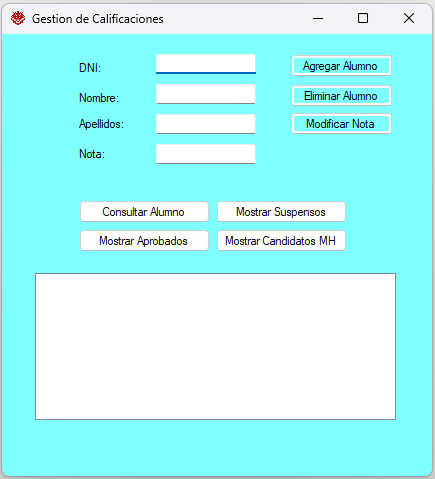 Gestion de Calificaciones
DNI:
Agregar Alumno
Nombre:
Eliminar Alumno
Apellidos:
Modificar Nota
Nota:
Consultar Alumno
Mostrar Suspensos
Mostrar Aprobados
Mostrar Candidatos MH